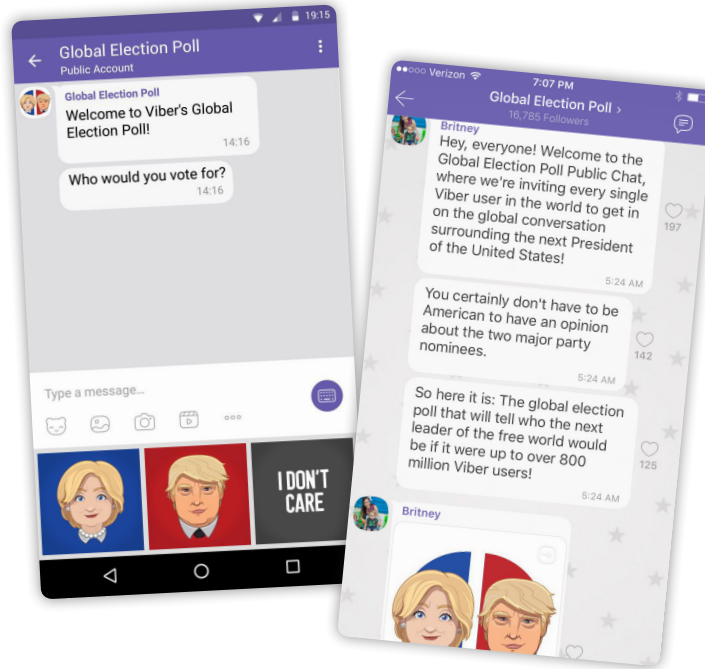 19:15
Global Election Poll
Public Account
Global Election Poll
Welcome to Viber's Global
Election Poll!
14:16
Who would you vote for?
14:16
Type a message...
I DON'T
CARE
Verizon
7:07 PM
Global Election Poll
16,785 Followers
Britney
Hey, everyone! Welcome to the
Global Election Poll Public Chat,
where we're inviting every single
Viber user in the world to get in
on the global conversation
surrounding the next President
of the United States!
197
5:24 AM
You certainly don't have to be
American to have an opinion
about the two major party
nominees.
142
5:24 AM
So here it is: The global election
poll that will tell who the next
leader of the free world would
be if it were up to over 800
million Viber users!
125
5:24 AM
Britney